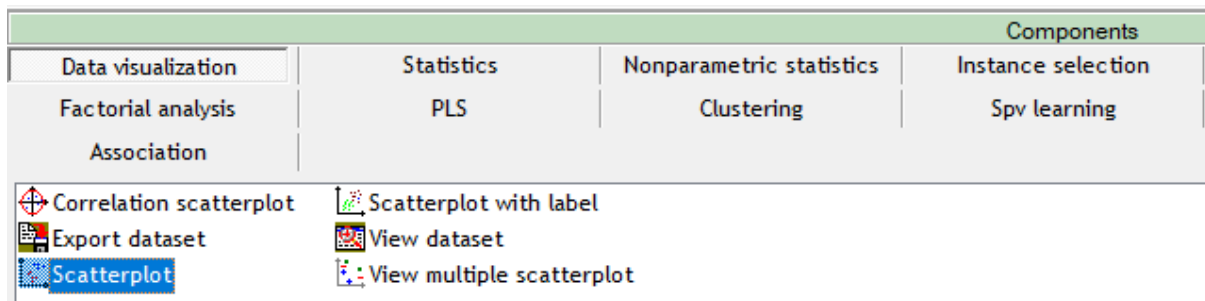 Components
Data visualization Statistics Nonparametric statistics Instance selection
Factorial analysis PLS Clustering Spv learning
Association
Correlation scatterplot Scatterplot with label
Export dataset View dataset
Scatterplot View multiple scatterplot